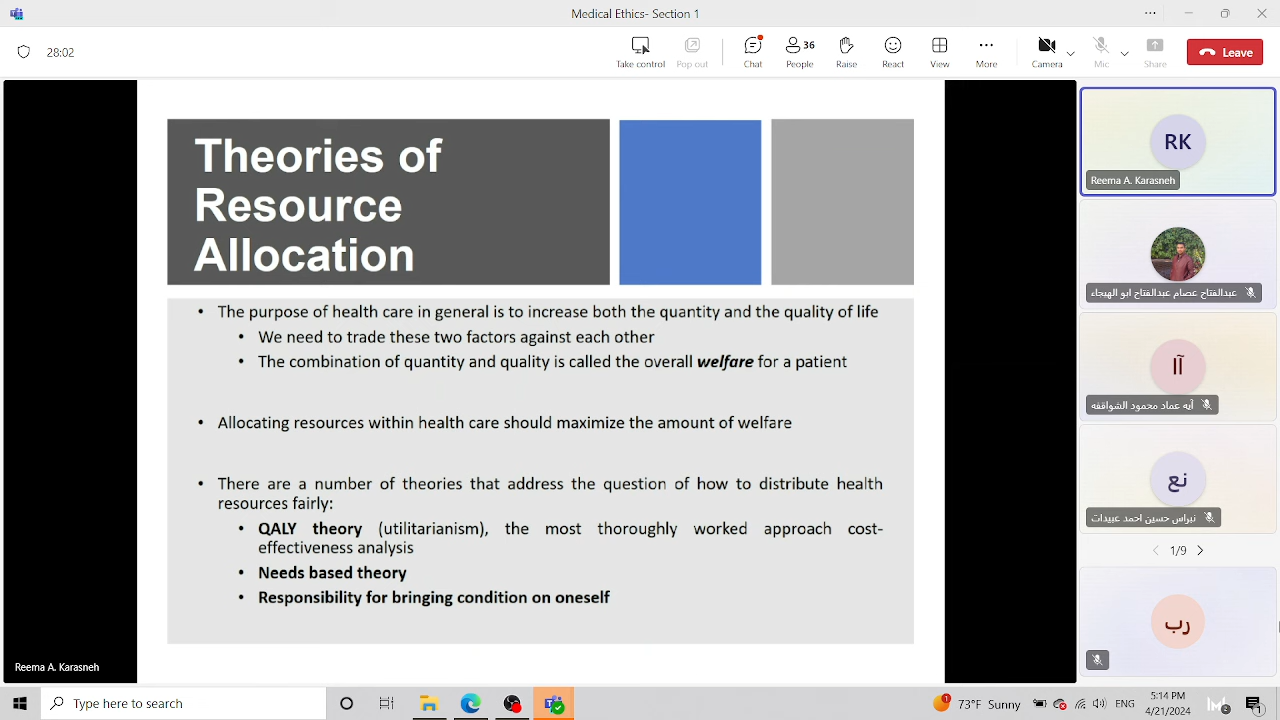 Medical Ethics- Section 1
28:02
Take control
Pop out
Chat
36
People
Raise
React
View
More
Camera
Mic
Share
Leave
Theories of
Resource
Allocation
• The purpose of health care in general is to increase both the quantity and the quality of life
• We need to trade these two factors against each other
• The combination of quantity and quality is called the overall welfare for a patient
• Allocating resources within health care should maximize the amount of welfare
• There are a number of theories that address the question of how to distribute health
resources fairly:
• QALY theory (utilitarianism), the most thoroughly worked approach cost-
effectiveness analysis
• Needs based theory
• Responsibility for bringing condition on oneself
Reema A. Karasneh
RK
Reema A. Karasneh
عبدالفتاح عصام عبدالفتاح ابو الهيجاء
آا
آيه عماد محمود الشواقفه
نع
نبراس حسين احمد عبيدات
1/9
رب
Type here to search
1
73°F Sunny
ENG
5:14 PM
4/21/2024
2
1